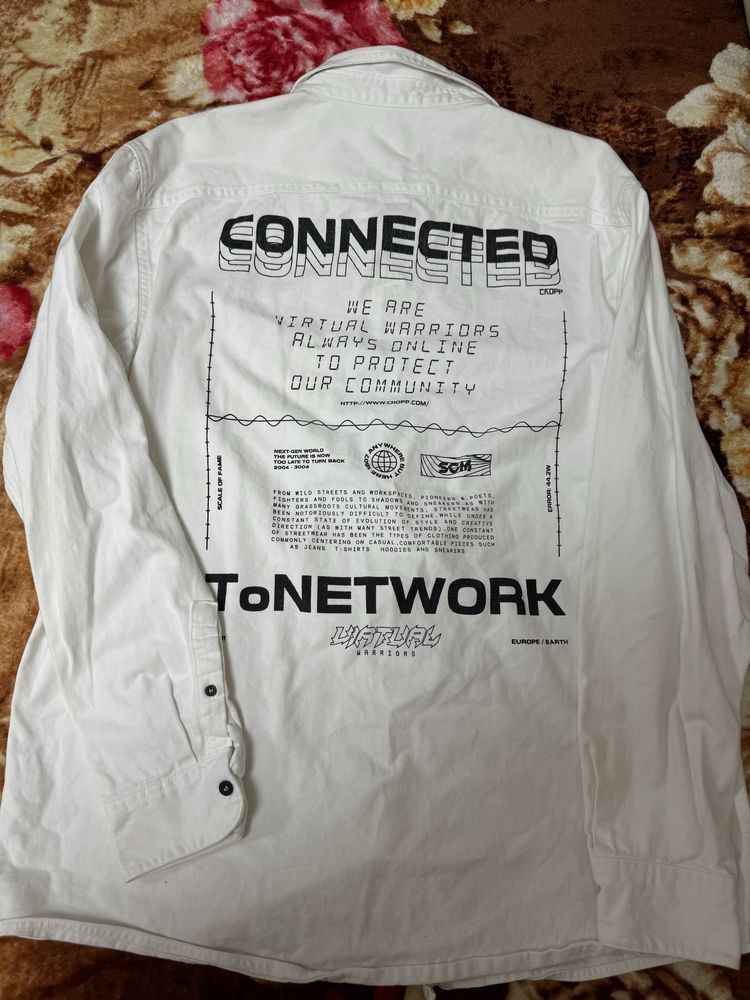 CONNECTED
CROPP
WE ARE
VIRTUAL WARRIORS
ALWAYS ONLINE
TO PROTECT
OUR COMMUNITY
HTTP://WWW.CROPP.COM/
NEXT-GEN WORLD
THE FUTURE IS NOW
TOO LATE TO TURN BACK
2004 - 3004
ANYWHERE BUT HERE
SCM
SCALE OF FAME
ERROR: 44.2W
FROM WILD STREETS AND WORKSPACES, PIONEERS & POETS,
FIGHTERS AND FOOLS TO SHADOWS AND SNEAKERS.AS WITH
MANY GRASSROOTS CULTURAL MOVEMENTS, STREETWEAR HAS
BEEN NOTORIOUSLY DIFFICULT TO DEFINE.WHILE UNDER A
CONSTANT STATE OF EVOLUTION OF STYLE AND CREATIVE
DIRECTION (AS WITH MANY STREET TRENDS).ONE CONSTANT
OF STREETWEAR HAS BEEN THE TYPES OF CLOTHING PRODUCED
COMMONLY CENTERING ON CASUAL.COMFORTABLE PIECES SUCH
AS JEANS T-SHIRTS HOODIES AND SNEAKERS
ToNETWORK
VIRTUAL
WARRIORS
EUROPE / EARTH